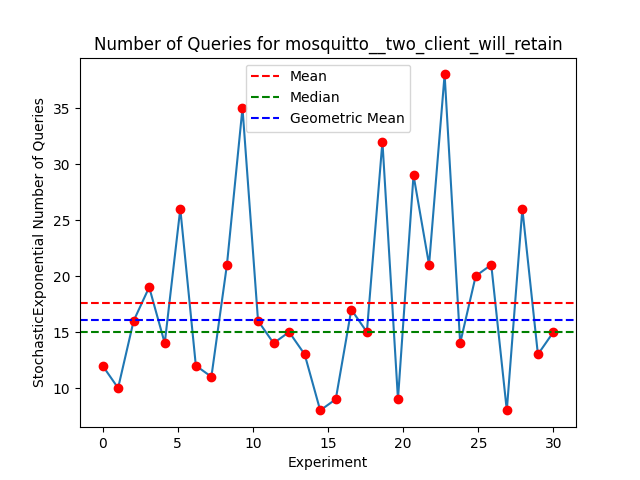 Number of Queries for mosquitto__two_client_will_retain
Mean
Median
Geometric Mean
StochasticExponential Number of Queries
35
30
25
20
15
10
0 5 10 15 20 25 30
Experiment